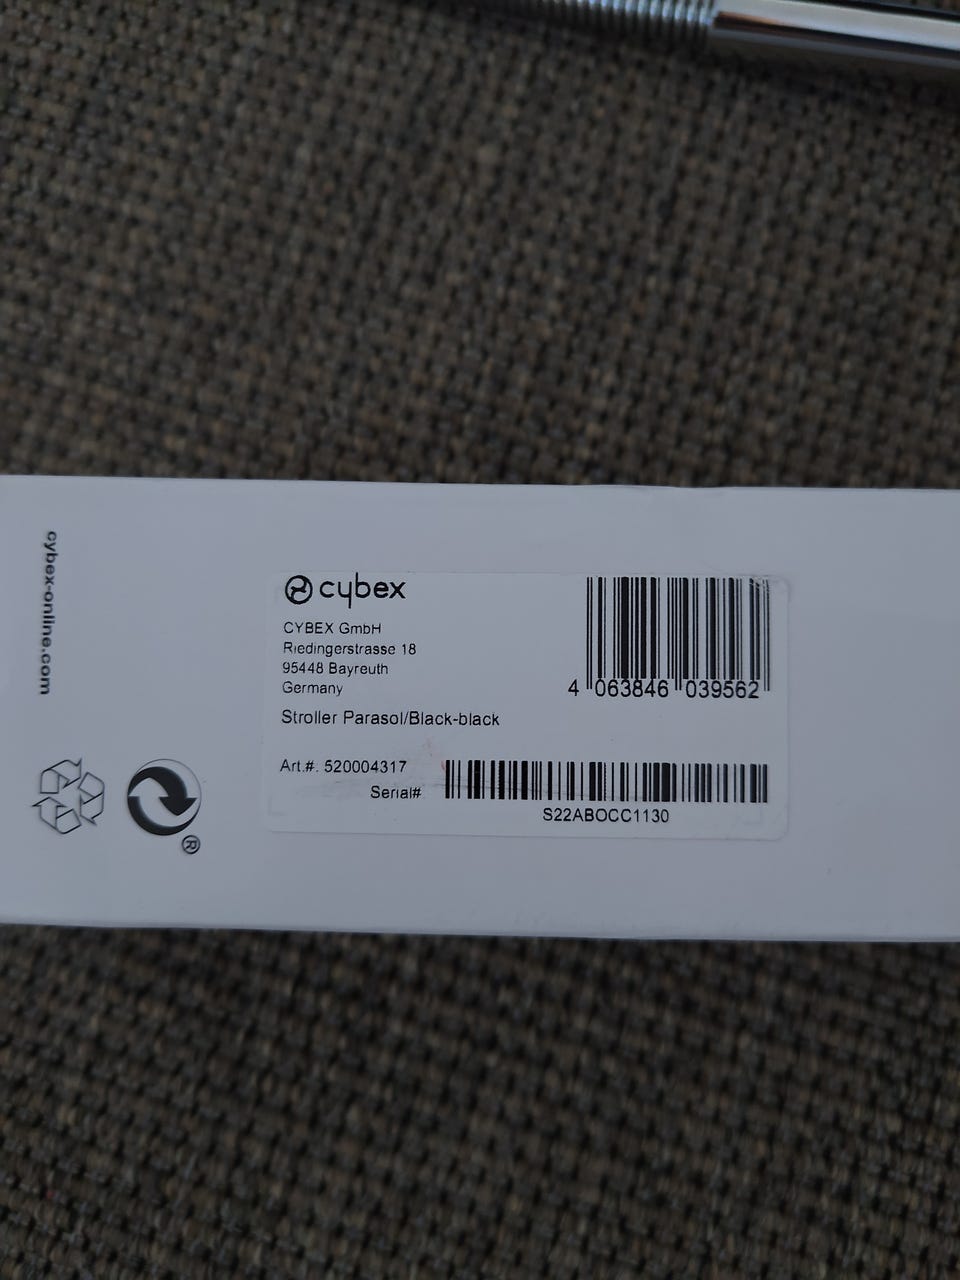 cybex-online.com
cybex
CYBEX GmbH
Riedingerstrasse 18
95448 Bayreuth
Germany
Stroller Parasol/Black-black
4 063846 039562
Art.#. 520004317
Serial#
S22ABOCC1130
®